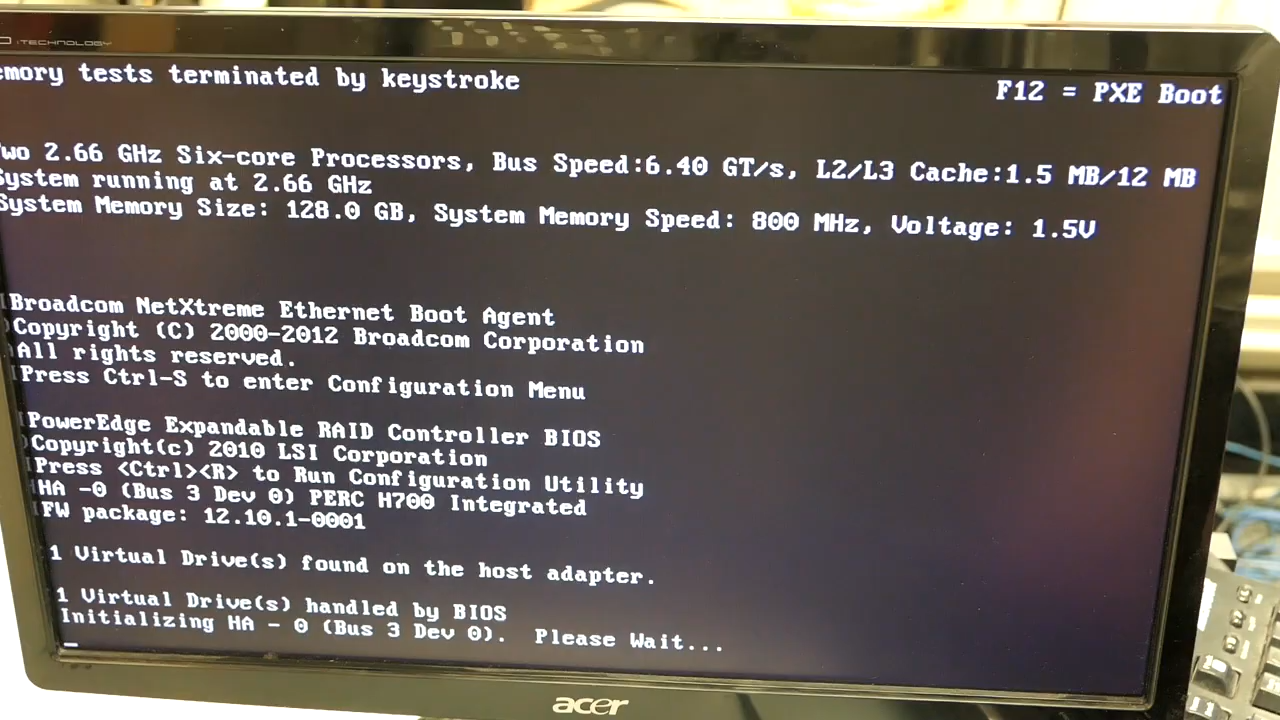 iTECHNOLOGY
emory tests terminated by keystroke
F12 = PXE Boot
Two 2.66 GHz Six-core Processors, Bus Speed:6.40 GT/s, L2/L3 Cache:1.5 MB/12 MB
System running at 2.66 GHz
System Memory Size: 128.0 GB, System Memory Speed: 800 MHz, Voltage: 1.5V
Broadcom NetXtreme Ethernet Boot Agent
Copyright (C) 2000-2012 Broadcom Corporation
All rights reserved.
Press Ctrl-S to enter Configuration Menu
PowerEdge Expandable RAID Controller BIOS
Copyright(c) 2010 LSI Corporation
Press <Ctrl><R> to Run Configuration Utility
HA -0 (Bus 3 Dev 0) PERC H700 Integrated
FW package: 12.10.1-0001
1 Virtual Drive(s) found on the host adapter.
1 Virtual Drive(s) handled by BIOS
Initializing HA - 0 (Bus 3 Dev 0).  Please Wait...
acer